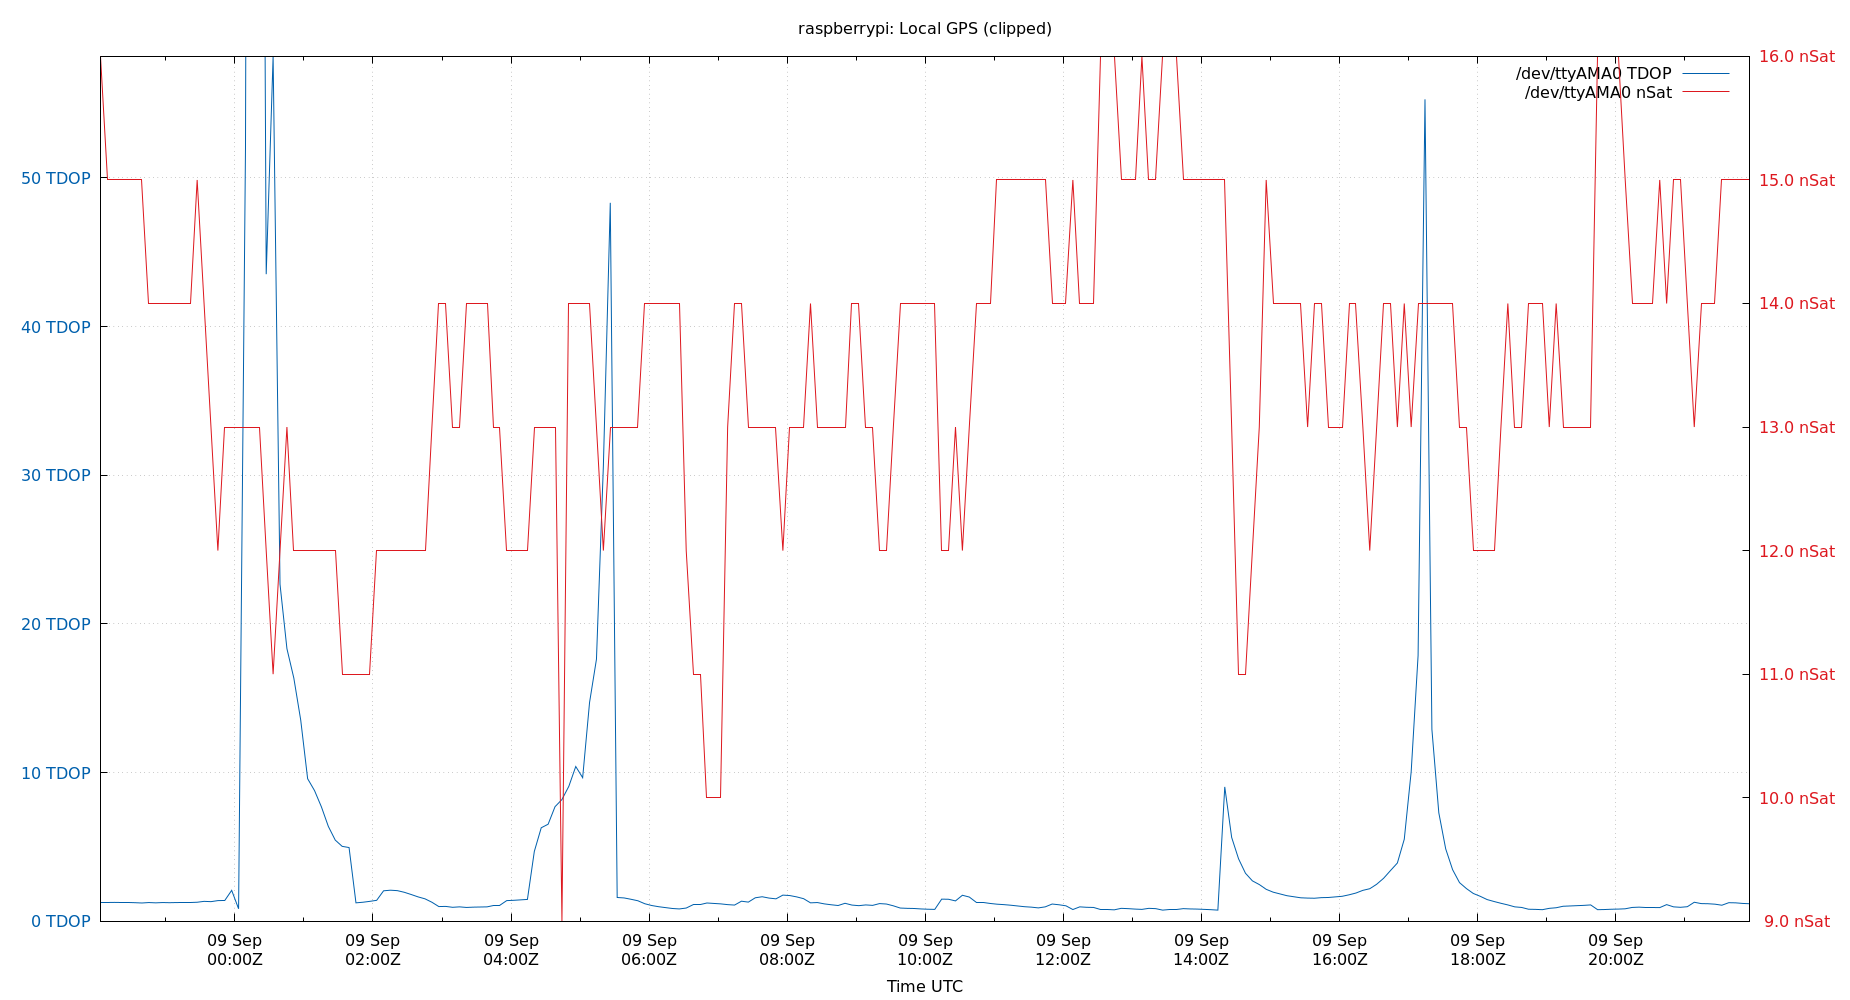 raspberrypi: Local GPS (clipped)
/dev/ttyAMA0 TDOP
/dev/ttyAMA0 nSat
50 TDOP
40 TDOP
30 TDOP
20 TDOP
10 TDOP
0 TDOP
16.0 nSat
15.0 nSat
14.0 nSat
13.0 nSat
12.0 nSat
11.0 nSat
10.0 nSat
9.0 nSat
09 Sep
00:00Z
09 Sep
02:00Z
09 Sep
04:00Z
09 Sep
06:00Z
09 Sep
08:00Z
09 Sep
10:00Z
09 Sep
12:00Z
09 Sep
14:00Z
09 Sep
16:00Z
09 Sep
18:00Z
09 Sep
20:00Z
Time UTC